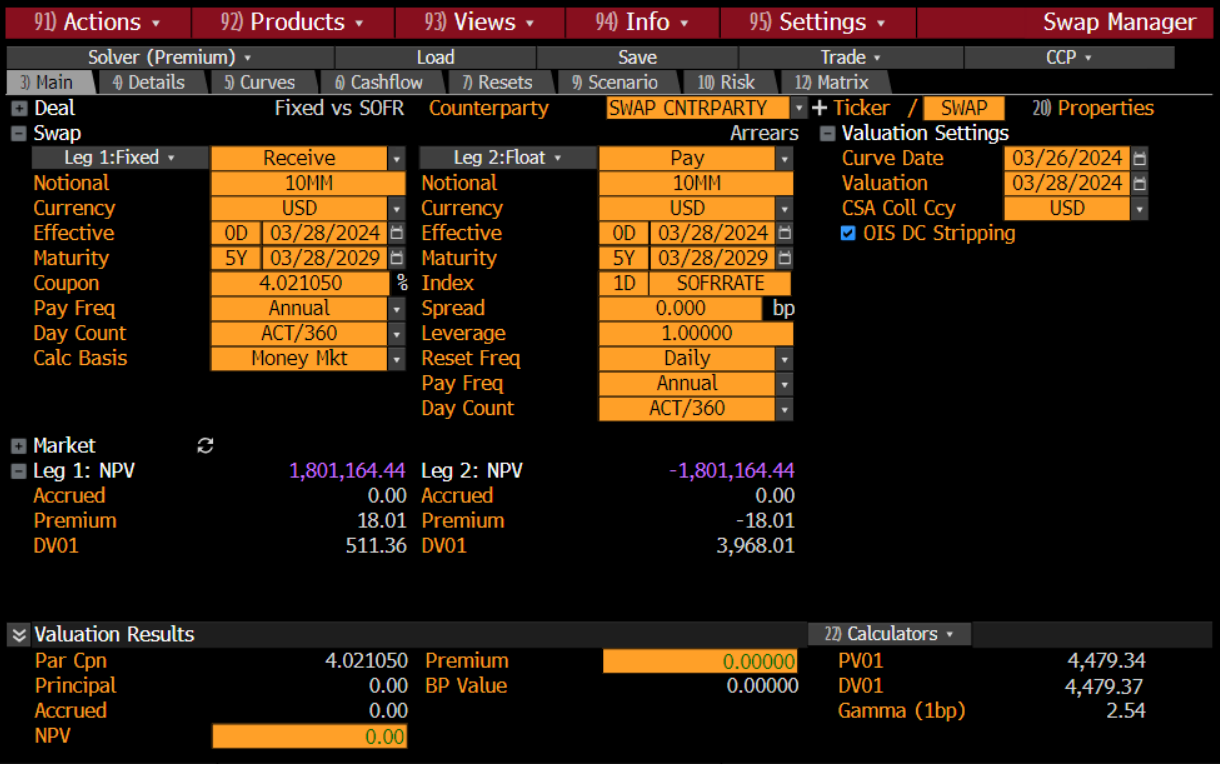 91) Actions 92) Products 93) Views 94) Info 95) Settings Swap Manager
Solver (Premium) Load Save Trade CCP
3) Main 4) Details 5) Curves 6) Cashflow 7) Resets 9) Scenario 10) Risk 12) Matrix
Deal Fixed vs SOFR Counterparty SWAP CNTRPARTY Ticker / SWAP 20) Properties
Swap Arrears Valuation Settings
Leg 1:Fixed Receive Leg 2:Float Pay Curve Date 03/26/2024
Notional 10MM Notional 10MM Valuation 03/28/2024
Currency USD Currency USD CSA Coll Ccy USD
Effective 0D 03/28/2024 Effective 0D 03/28/2024 OIS DC Stripping
Maturity 5Y 03/28/2029 Maturity 5Y 03/28/2029
Coupon 4.021050 % Index 1D SOFRRATE
Pay Freq Annual Spread 0.000 bp
Day Count ACT/360 Leverage 1.00000
Calc Basis Money Mkt Reset Freq Daily
Pay Freq Annual
Day Count ACT/360
Market
Leg 1: NPV 1,801,164.44 Leg 2: NPV -1,801,164.44
Accrued 0.00 Accrued 0.00
Premium 18.01 Premium -18.01
DV01 511.36 DV01 3,968.01
Valuation Results 22) Calculators
Par Cpn 4.021050 Premium 0.00000 PV01 4,479.34
Principal 0.00 BP Value 0.00000 DV01 4,479.37
Accrued 0.00 Gamma (1bp) 2.54
NPV 0.00